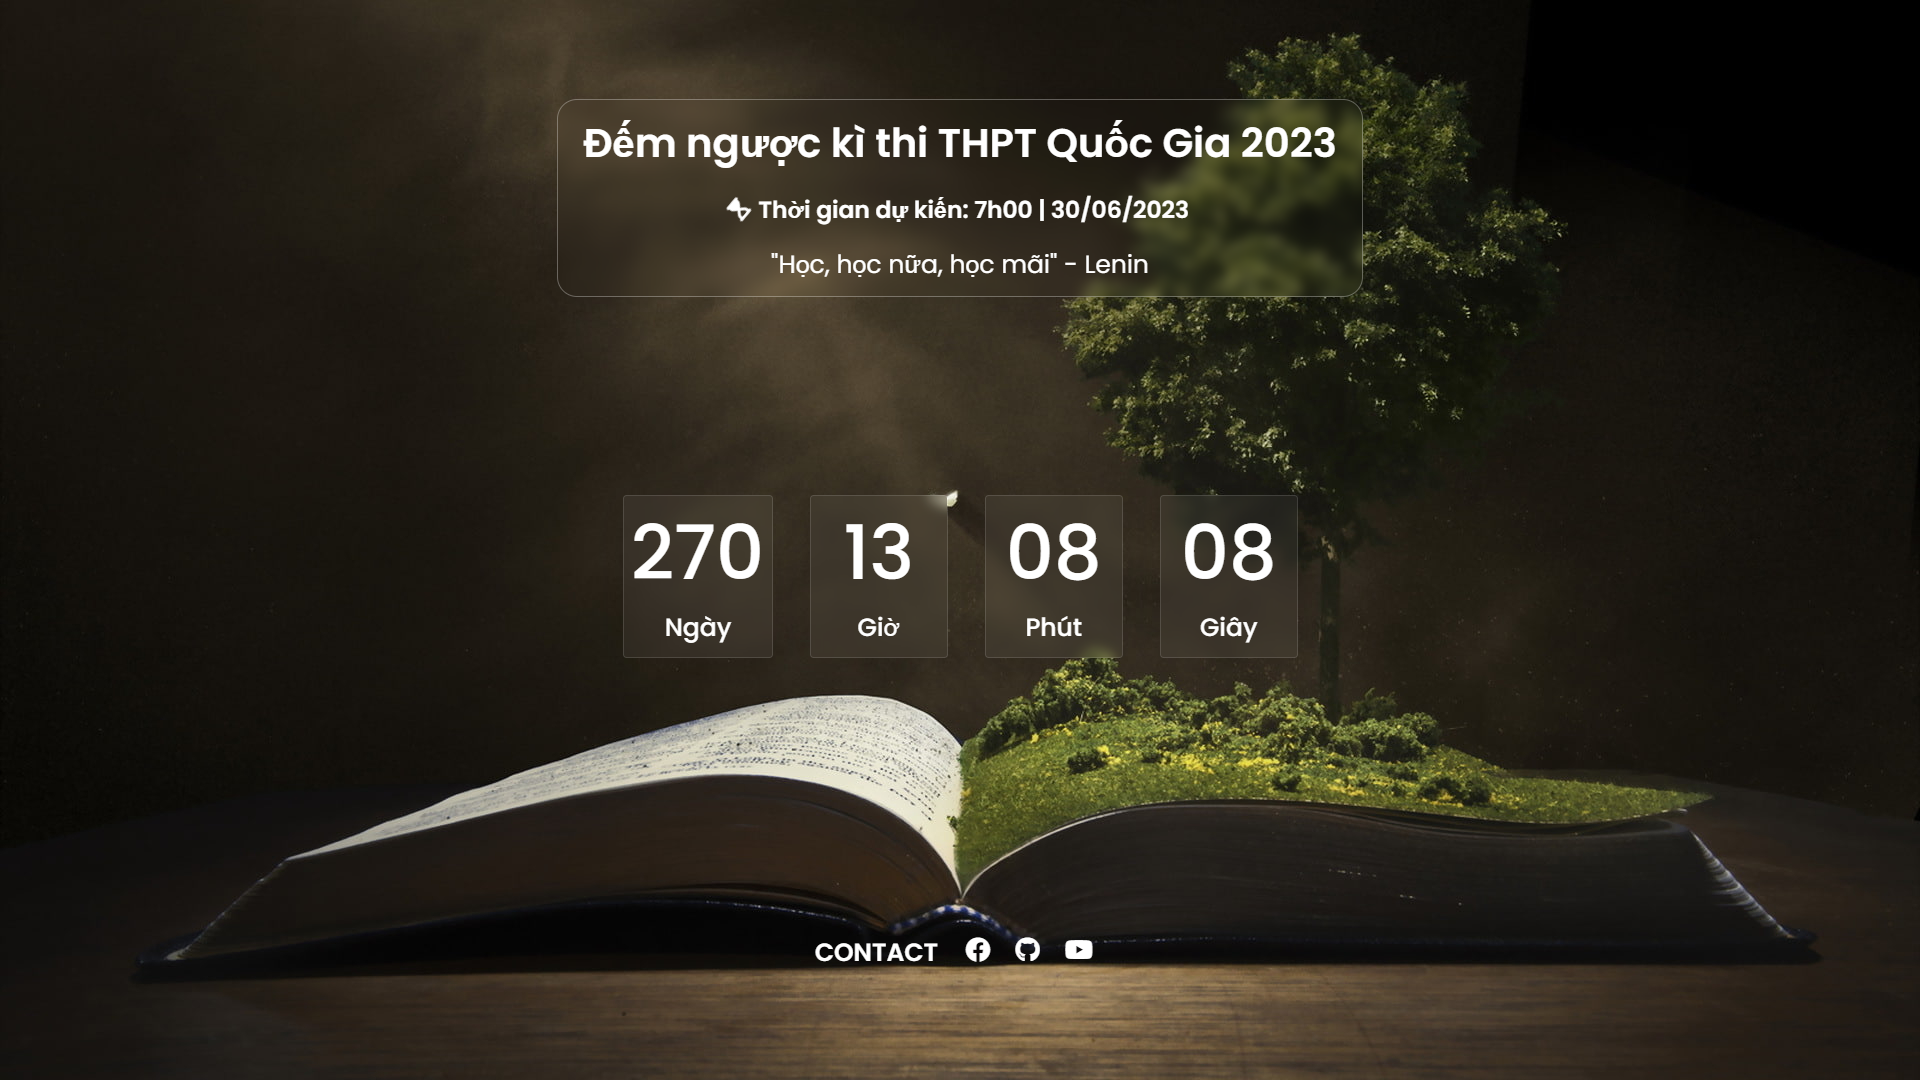 Đếm ngược kì thi THPT Quốc Gia 2023
Thời gian dự kiến: 7h00 | 30/06/2023
"Học, học nữa, học mãi" - Lenin
270 13 08 08
Ngày Giờ Phút Giây
CONTACT